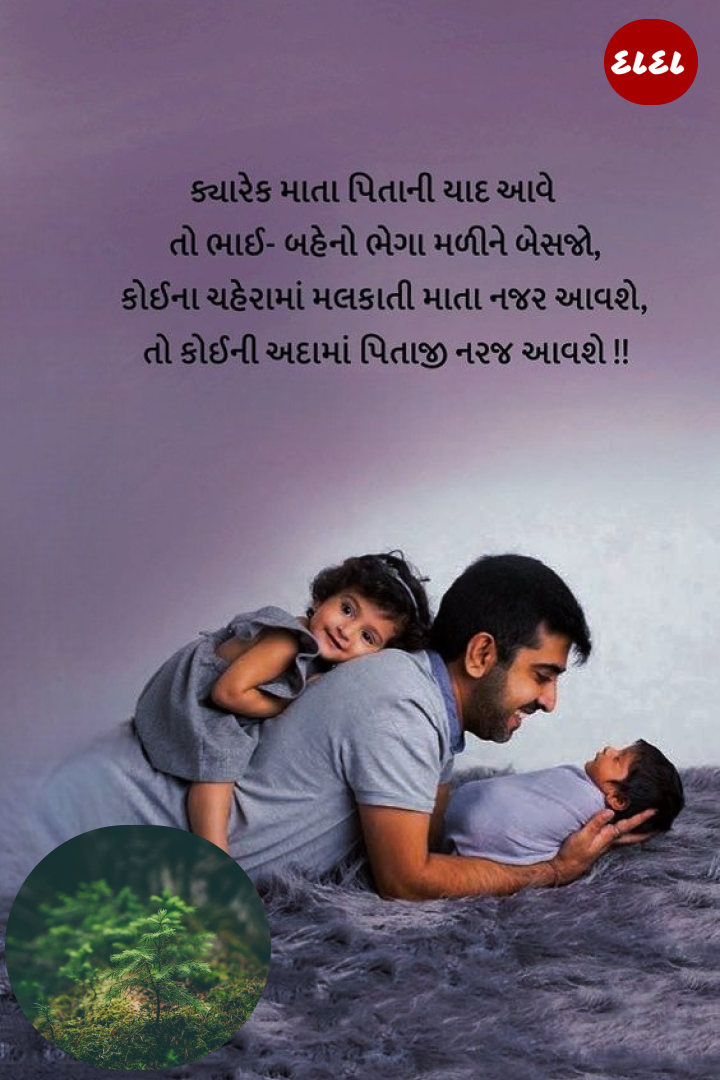 દાદા
ક્યારેક માતા પિતાની યાદ આવે
તો ભાઈ- બહેનો ભેગા મળીને બેસજો,
કોઈના ચહેરામાં મલકાતી માતા નજર આવશે,
તો કોઈની અદામાં પિતાજી નરજ આવશે !!